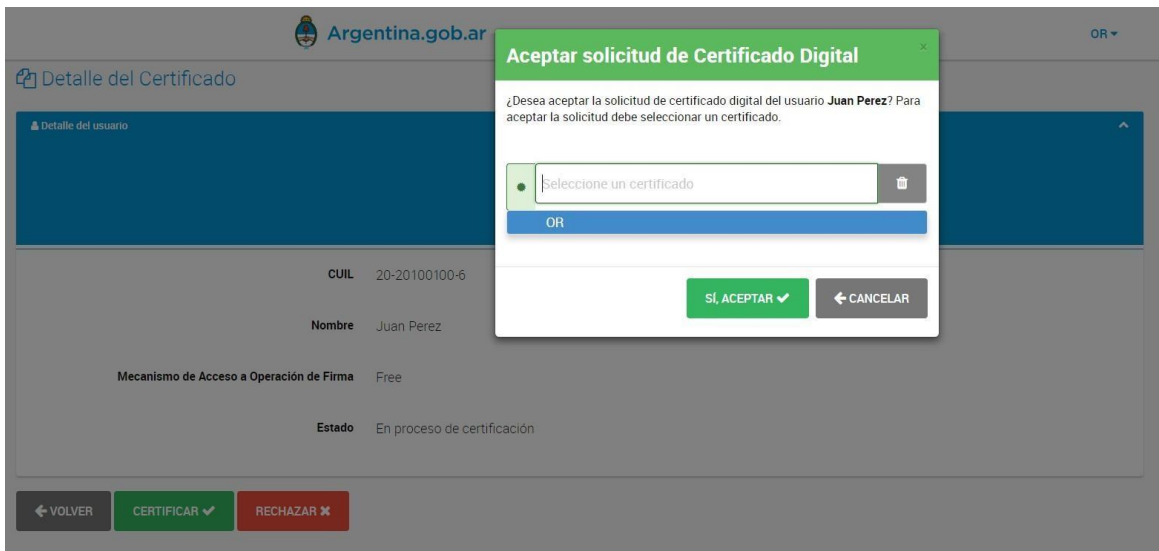 Argentina.gob.ar
OR
Detalle del Certificado
Detalle del usuario
Aceptar solicitud de Certificado Digital
×
¿Desea aceptar la solicitud de certificado digital del usuario Juan Perez? Para
aceptar la solicitud debe seleccionar un certificado.
Seleccione un certificado
OR
SÍ, ACEPTAR
CANCELAR
CUIL 20-20100100-6
Nombre Juan Perez
Mecanismo de Acceso a Operación de Firma Free
Estado En proceso de certificación
VOLVER
CERTIFICAR
RECHAZAR